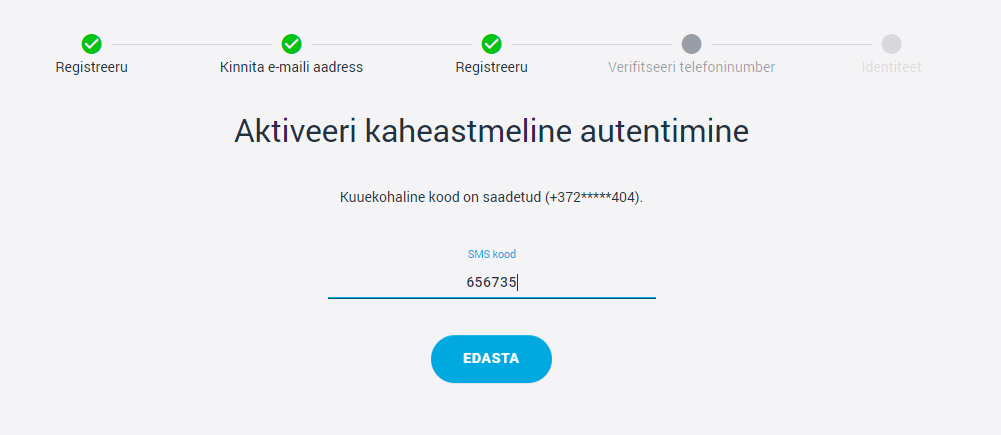 Registreeru
Kinnita e-maili aadress
Registreeru
Verifitseeri telefoninumber
Identiteet
Aktiveeri kaheastmeline autentimine
Kuuekohaline kood on saadetud (+372*****404).
SMS kood
656735
EDASTA